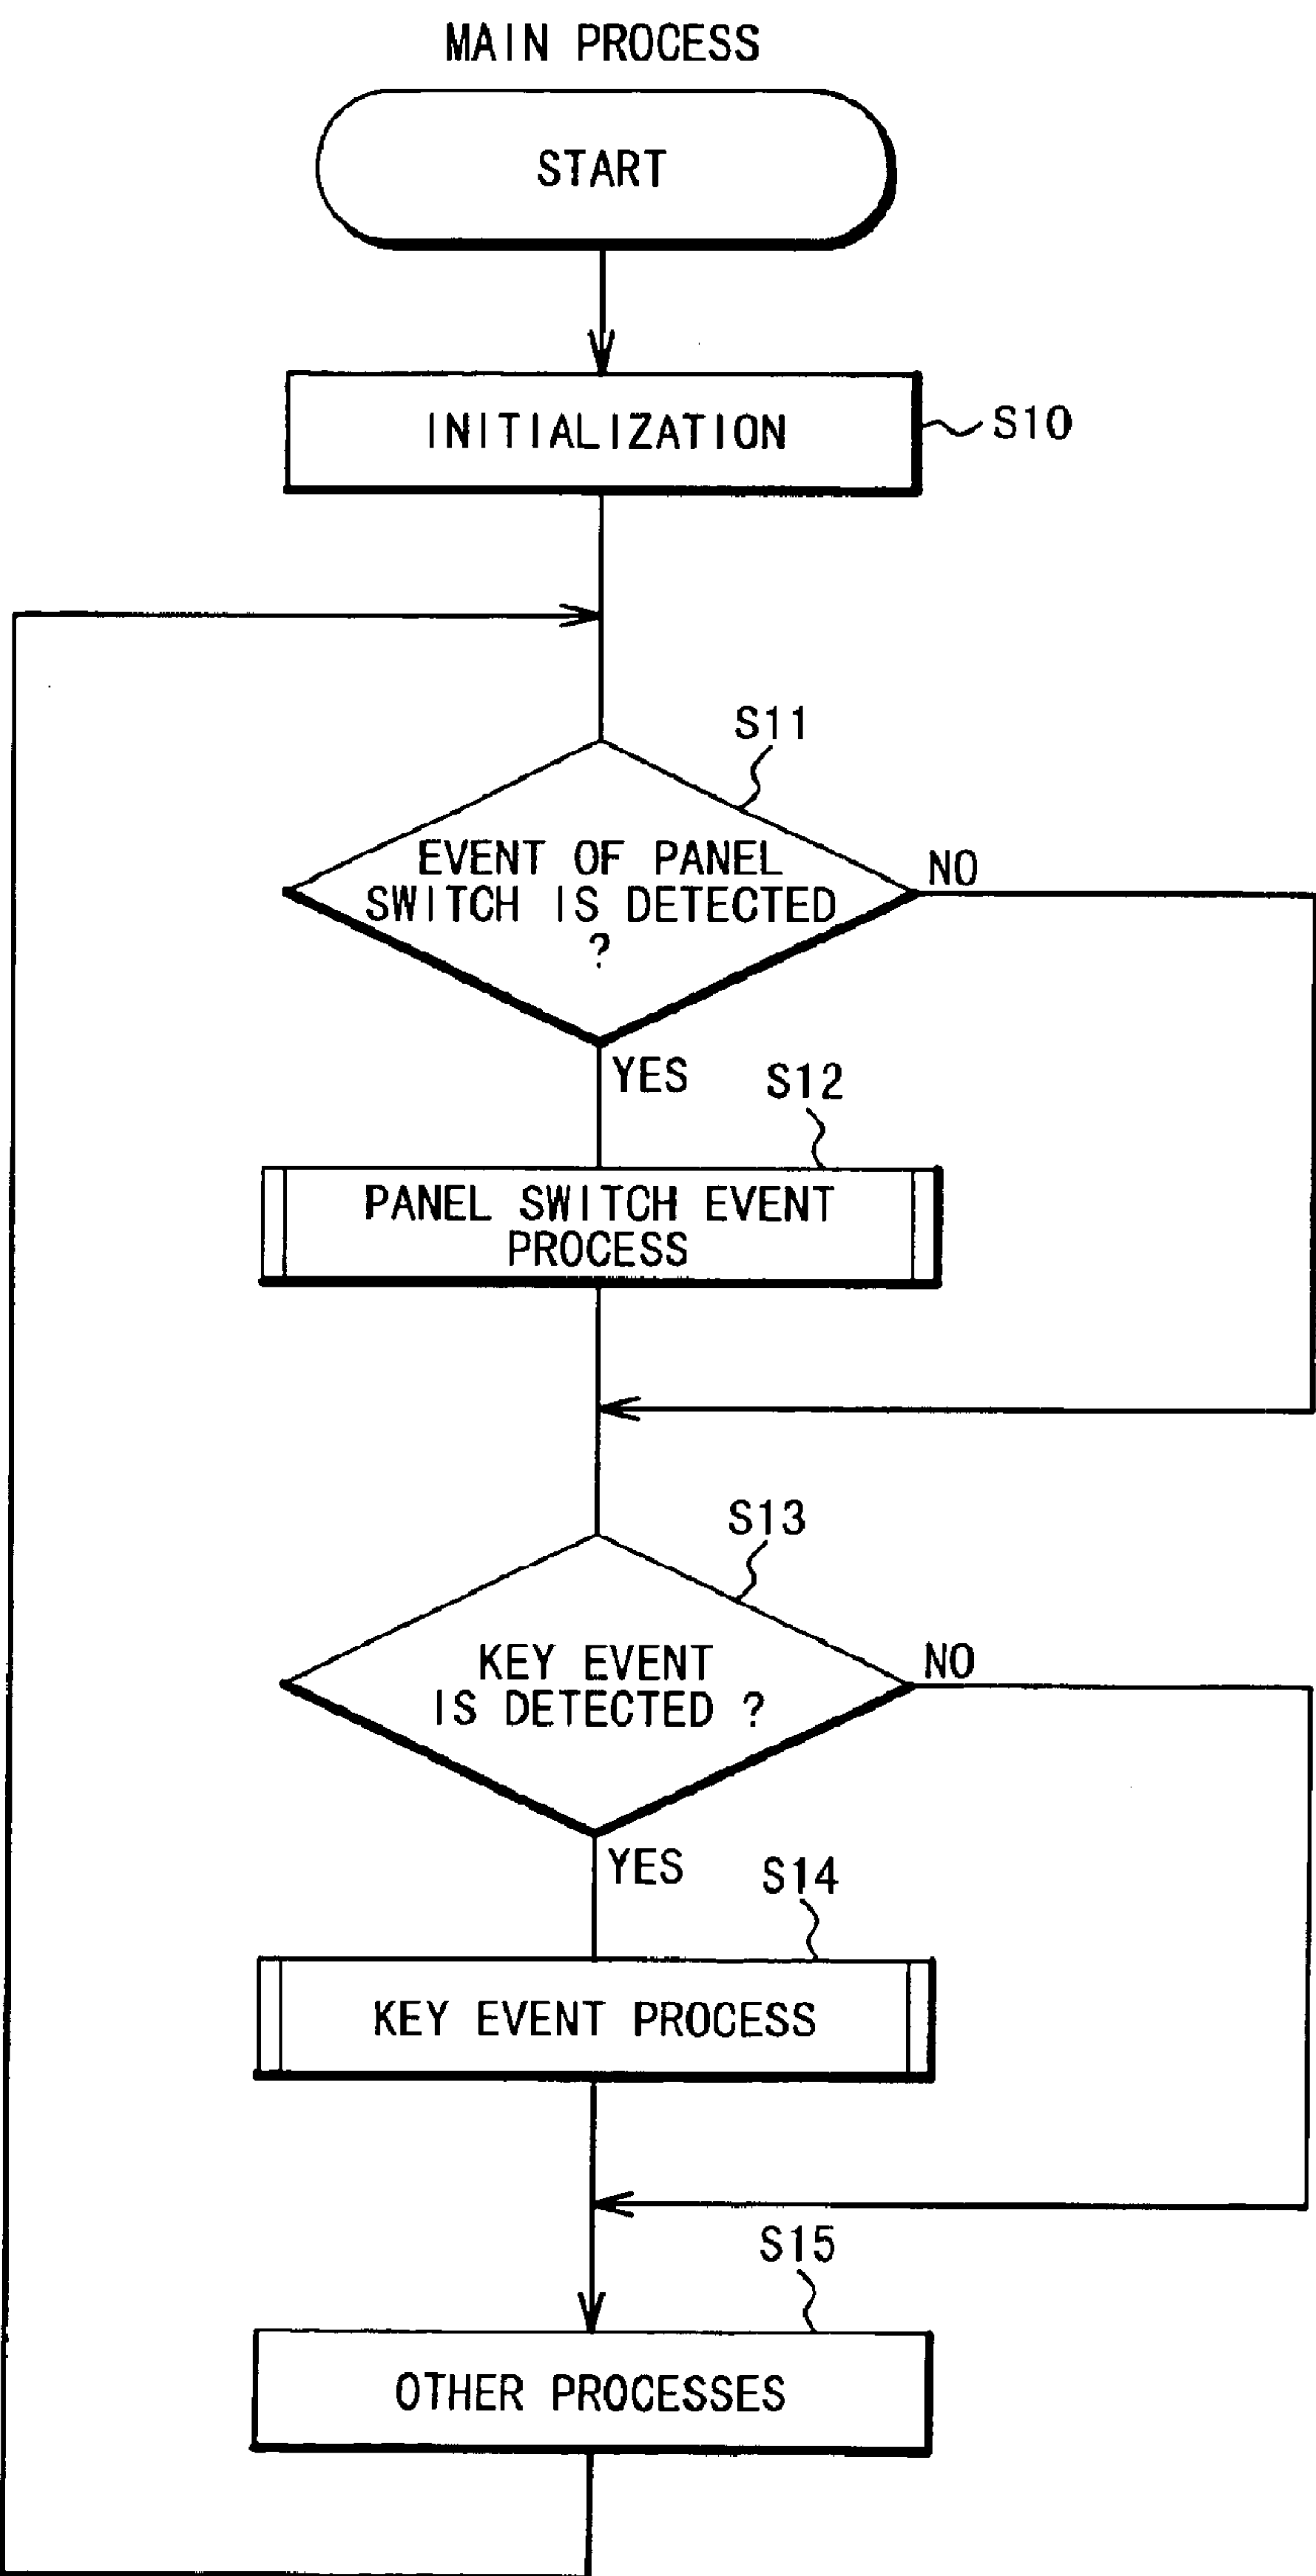 MAIN PROCESS
START
INITIALIZATION
S10
S11
EVENT OF PANEL
SWITCH IS DETECTED
?
NO
YES
S12
PANEL SWITCH EVENT
PROCESS
S13
KEY EVENT
IS DETECTED ?
NO
YES
S14
KEY EVENT PROCESS
S15
OTHER PROCESSES